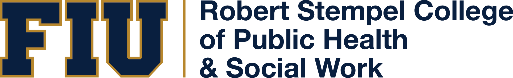 FIU
Robert Stempel College
of Public Health
& Social Work